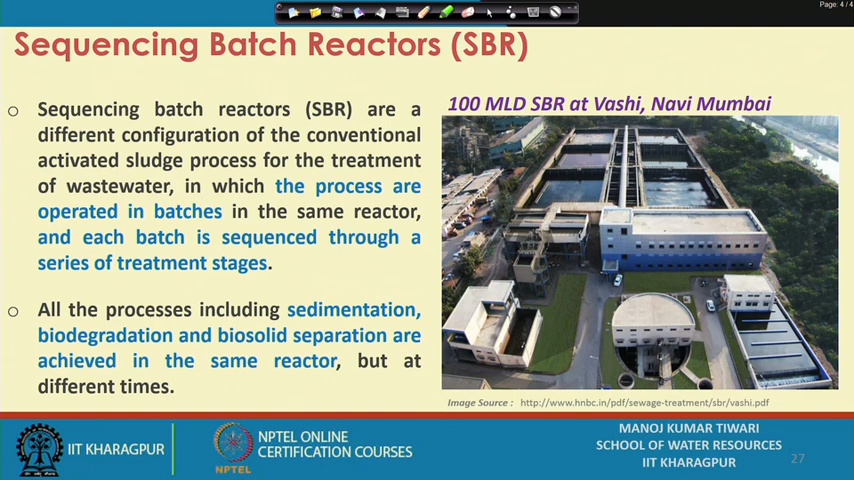 Page: 4 / 4
Sequencing Batch Reactors (SBR)
o Sequencing batch reactors (SBR) are a
different configuration of the conventional
activated sludge process for the treatment
of wastewater, in which the process are
operated in batches in the same reactor,
and each batch is sequenced through a
series of treatment stages.
o All the processes including sedimentation,
biodegradation and biosolid separation are
achieved in the same reactor, but at
different times.
100 MLD SBR at Vashi, Navi Mumbai
Image Source : http://www.hnbc.in/pdf/sewage-treatment/sbr/vashi.pdf
IIT KHARAGPUR
NPTEL
NPTEL ONLINE
CERTIFICATION COURSES
MANOJ KUMAR TIWARI
SCHOOL OF WATER RESOURCES
IIT KHARAGPUR
27